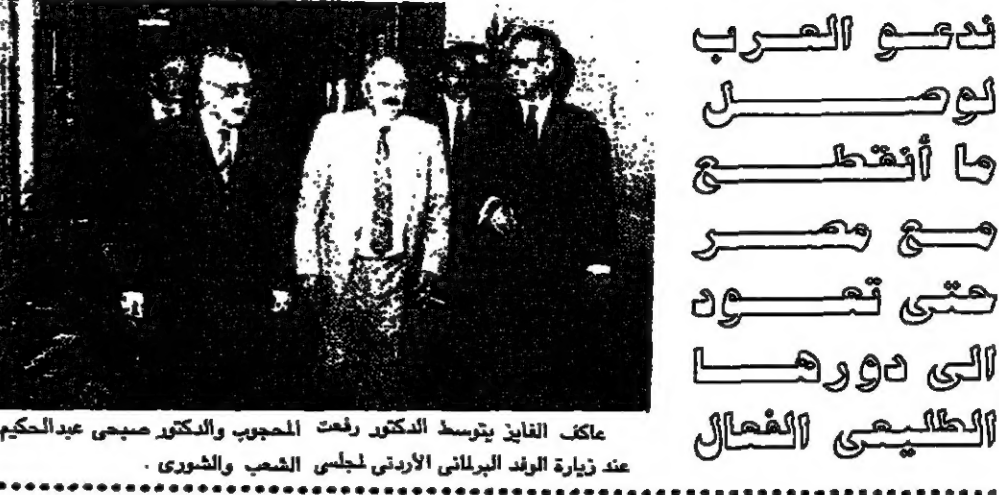 ندعو العرب
لوصل
ما أنقطع
مع مصر
حتى تعود
الى دورها
الطليعى الفعال
عاكف الفايز يتوسط الدكتور رفعت المحجوب والدكتور صبحى عبدالحكيم
عند زيارة الوفد البرلمانى الأردنى لمجلسى الشعب والشورى .